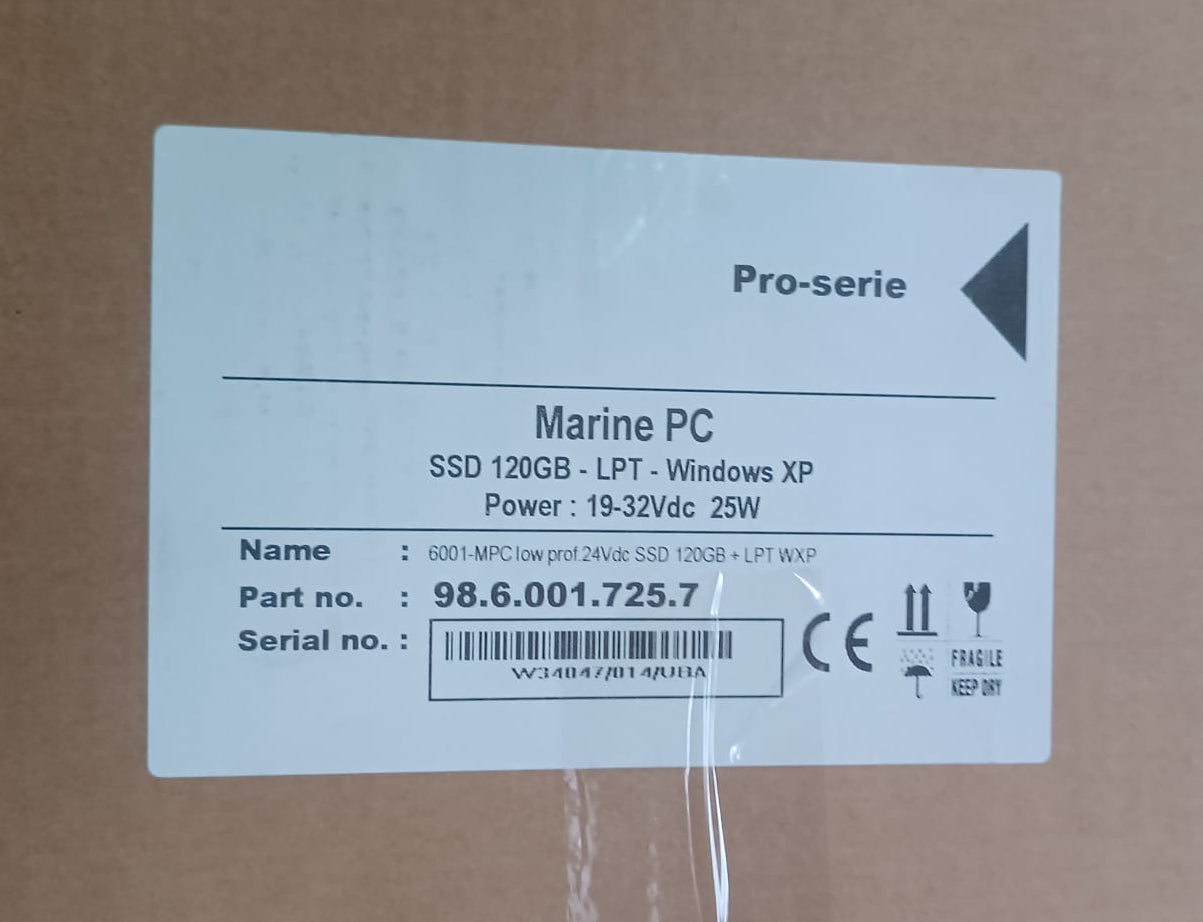 Pro-serie
Marine PC
SSD 120GB - LPT - Windows XP
Power : 19-32Vdc 25W
Name : 6001-MPC low prof.24Vdc SSD 120GB + LPT WXP
Part no. : 98.6.001.725.7
Serial no. :
W34047/014/UBA
CE
FRAGILE
KEEP DRY